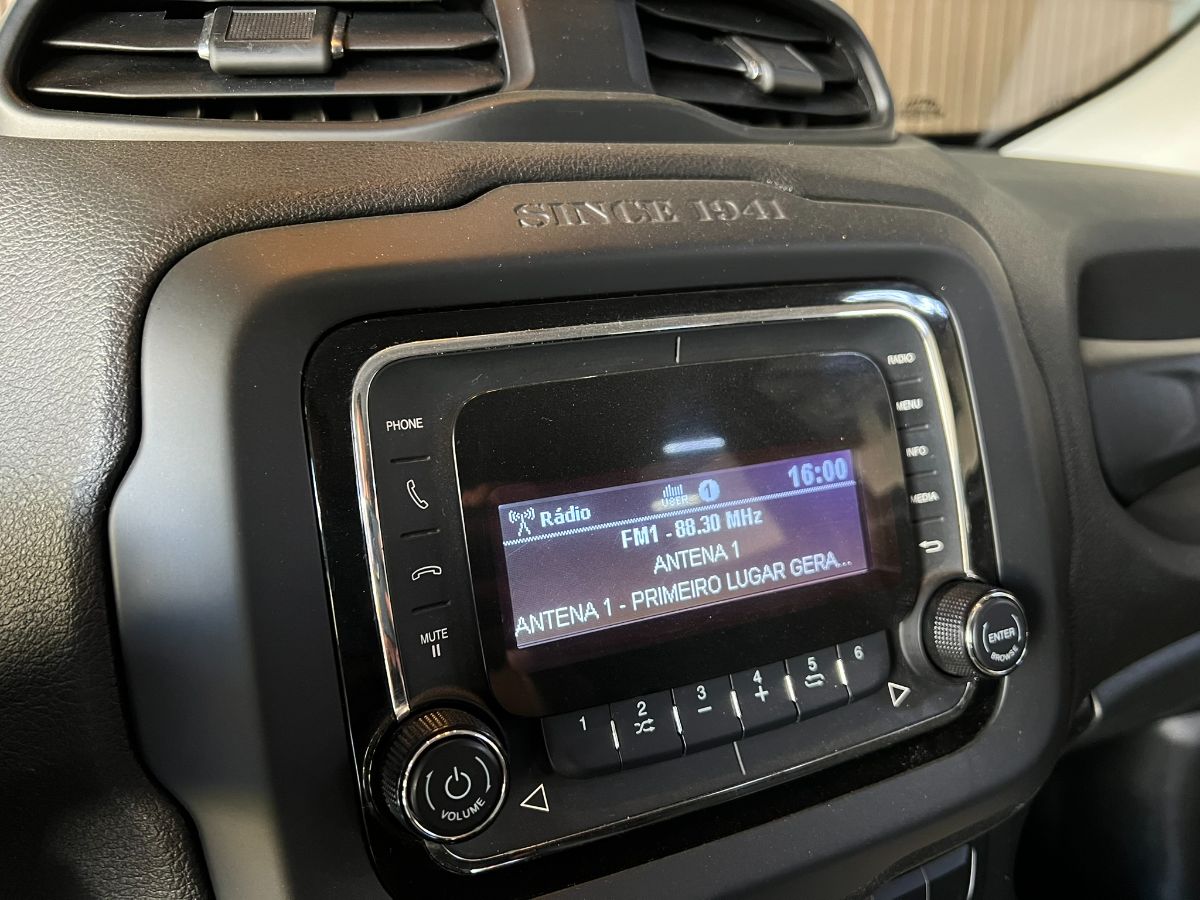 SINCE 1941
RADIO
MENU
INFO
MEDIA
PHONE
MUTE
16:00
USER 1
Rádio
FM1 - 88.30 MHz
ANTENA 1
ANTENA 1 - PRIMEIRO LUGAR GERA...
1 2 3 4 5 6
ENTER
BROWSE
VOLUME